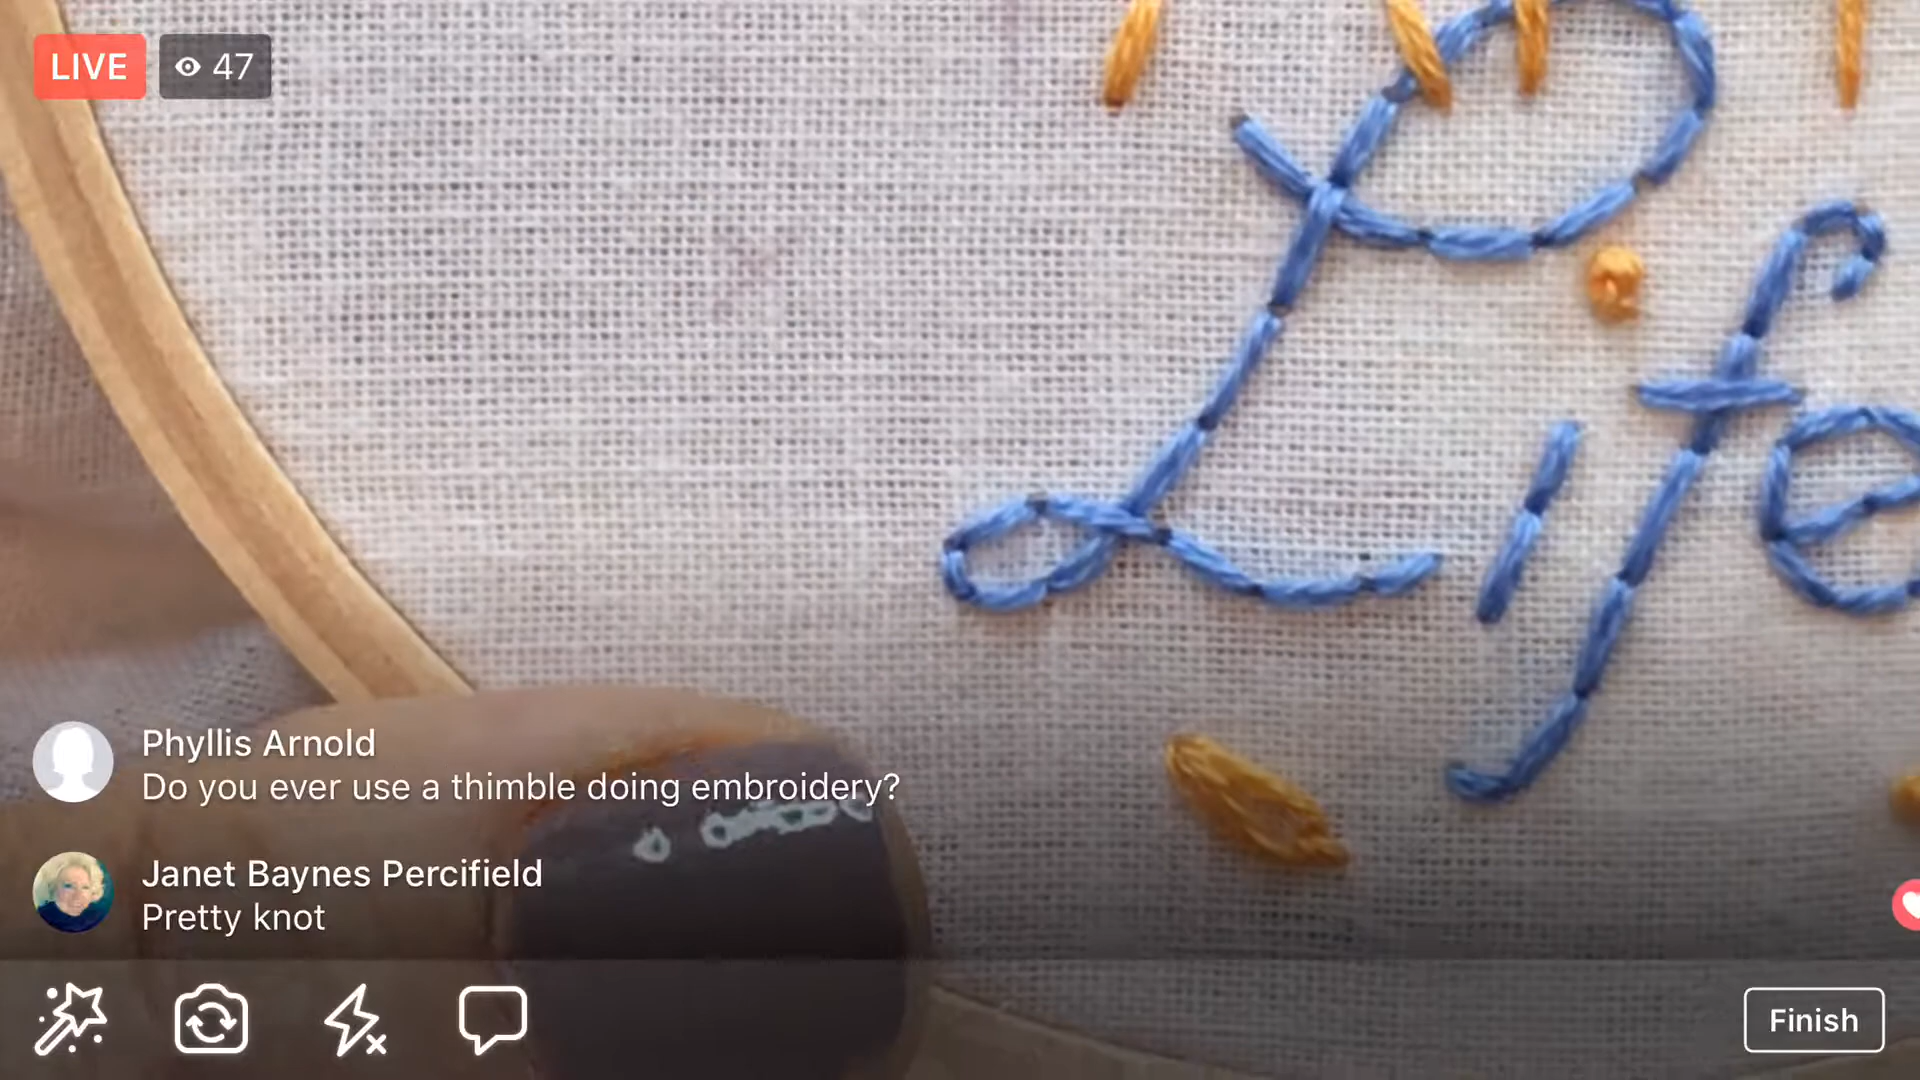 LIVE
47
Life
Phyllis Arnold
Do you ever use a thimble doing embroidery?
Janet Baynes Percifield
Pretty knot
Finish